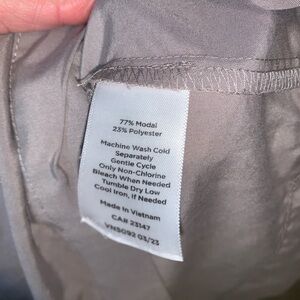 77% Modal
23% Polyester
Machine Wash Cold
Separately
Gentle Cycle
Only Non-Chlorine
Bleach When Needed
Tumble Dry Low
Cool Iron, If Needed
Made in Vietnam
CA# 23147
VNSG92 03/23